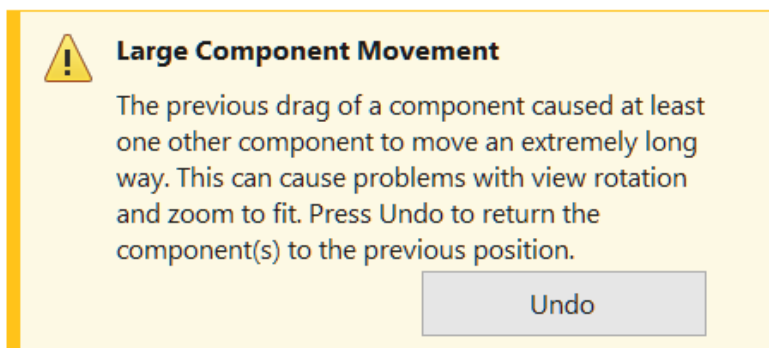 Large Component Movement
The previous drag of a component caused at least
one other component to move an extremely long
way. This can cause problems with view rotation
and zoom to fit. Press Undo to return the
component(s) to the previous position.
Undo